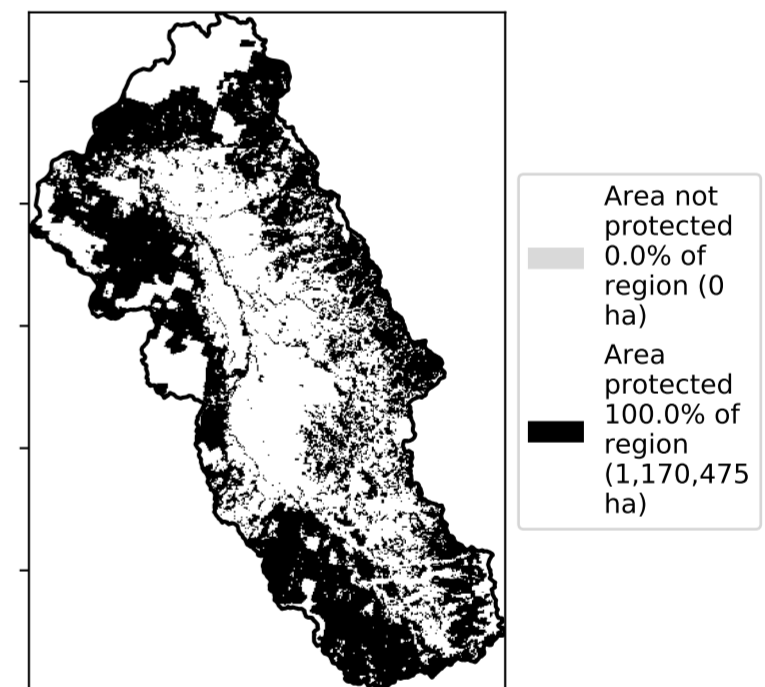 Area not
protected
0.0% of
region (0
ha)
Area
protected
100.0% of
region
(1,170,475
ha)